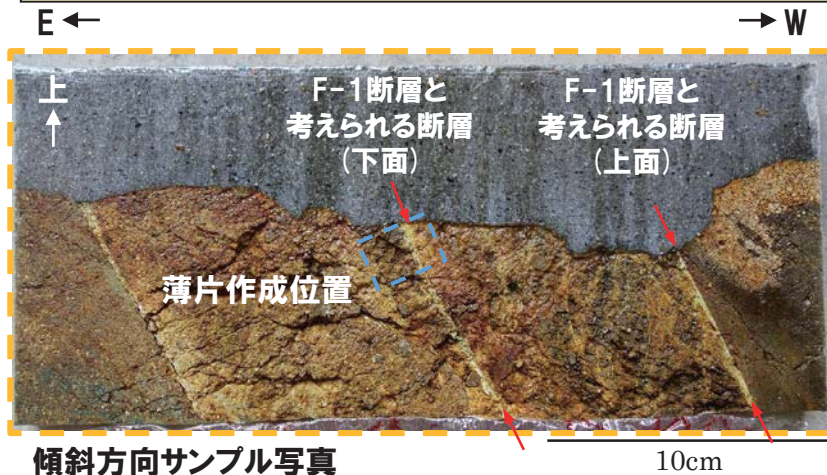 E ← → W
上
↑
F-1断層と
考えられる断層
(下面)
F-1断層と
考えられる断層
(上面)
薄片作成位置
傾斜方向サンプル写真
10cm